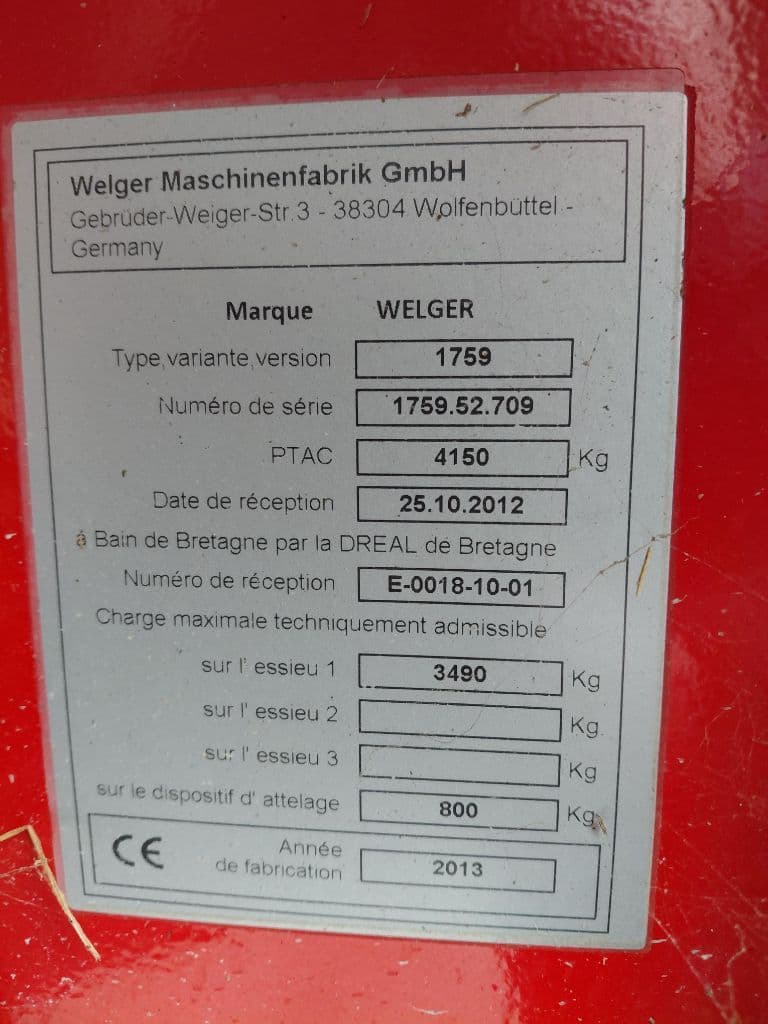 Welger Maschinenfabrik GmbH
Gebrüder-Weiger-Str.3 - 38304 Wolfenbüttel -
Germany
Marque WELGER
Type,variante,version 1759
Numéro de série 1759.52.709
PTAC 4150 Kg
Date de réception 25.10.2012
á Bain de Bretagne par la DREAL de Bretagne
Numéro de réception E-0018-10-01
Charge maximale techniquement admissible
sur l' essieu 1 3490 Kg
sur l' essieu 2 Kg
sur l' essieu 3 Kg
sur le dispositif d' attelage 800 Kg
CE Année
de fabrication 2013